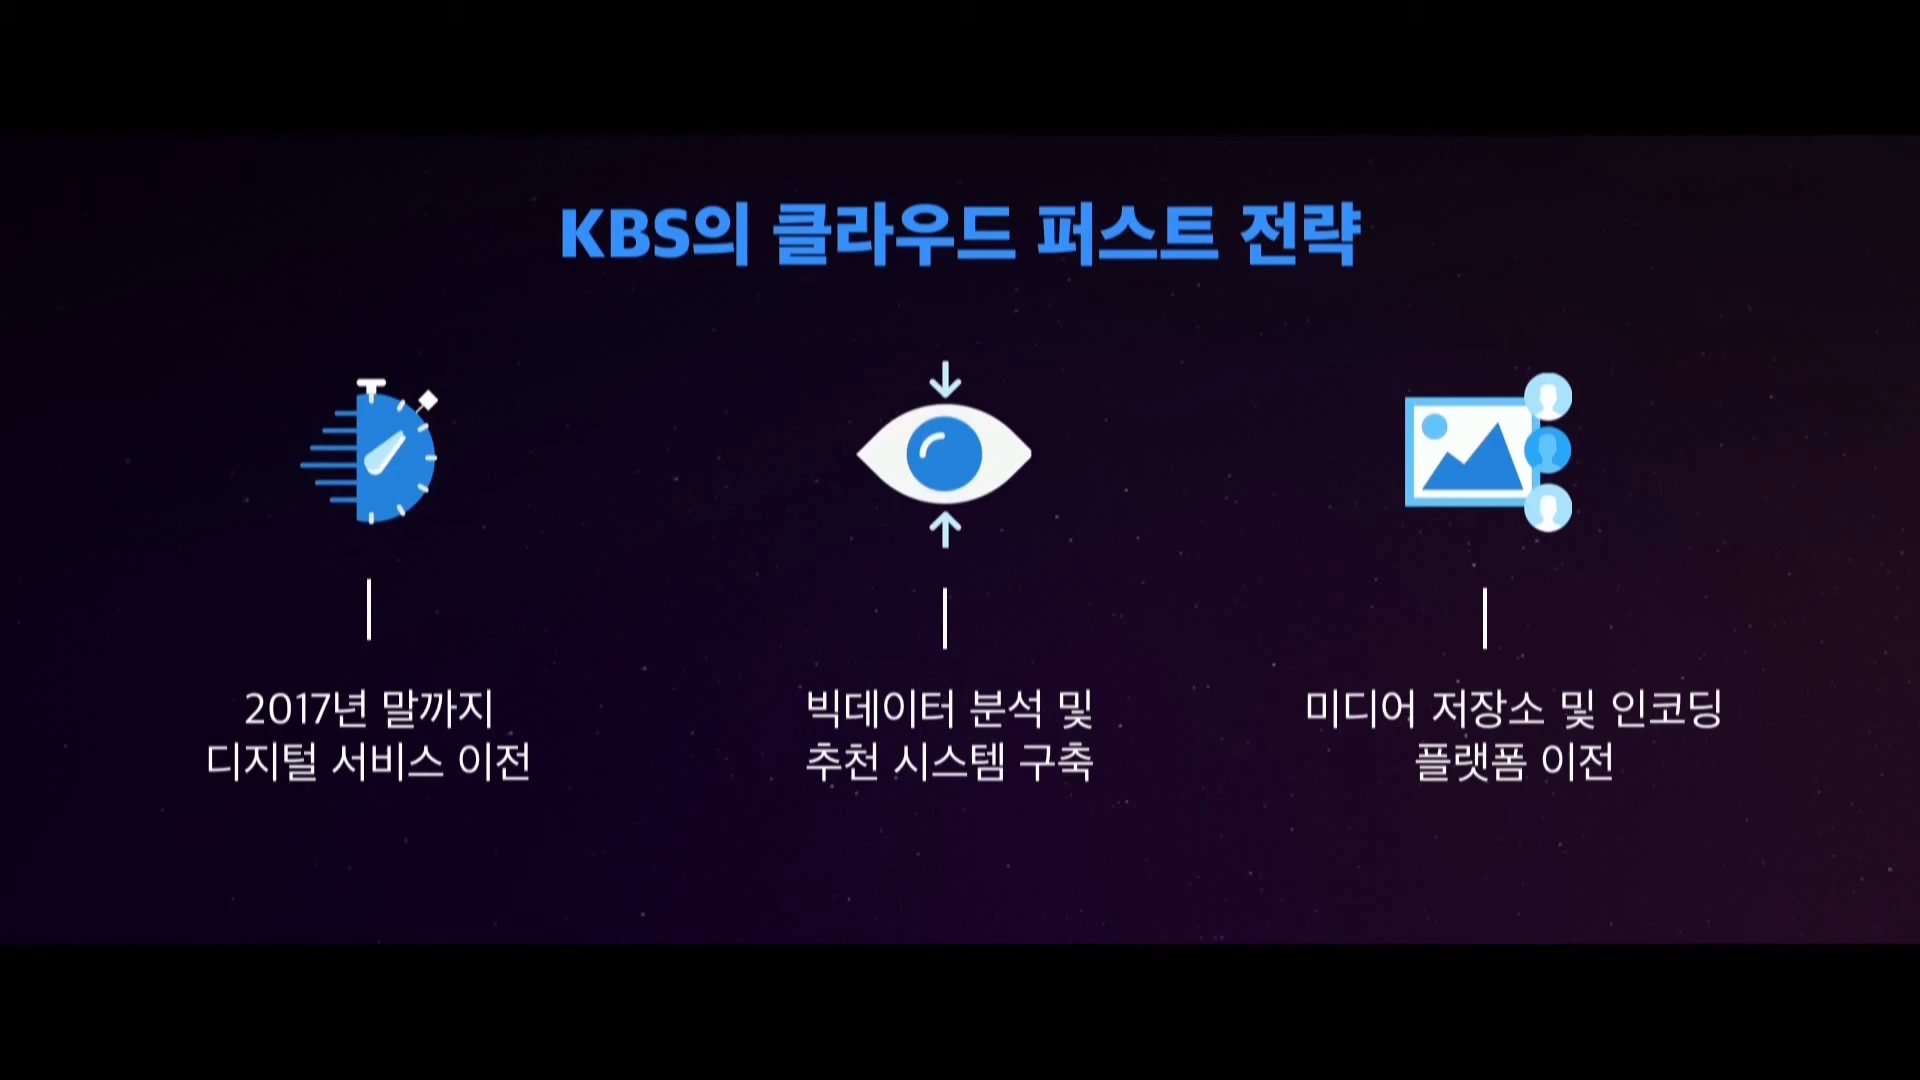 KBS의 클라우드 퍼스트 전략
2017년 말까지
디지털 서비스 이전
빅데이터 분석 및
추천 시스템 구축
미디어 저장소 및 인코딩
플랫폼 이전